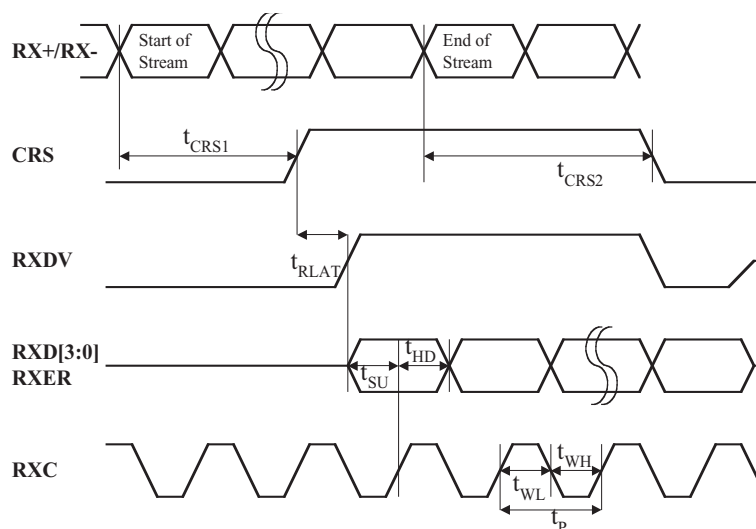 RX+/RX-
Start of
Stream
End of
Stream
tCRS1
CRS
tCRS2
RXDV
tRLAT
RXD[3:0]
RXER
tHD
tSU
RXC
tWH
tWL
tP